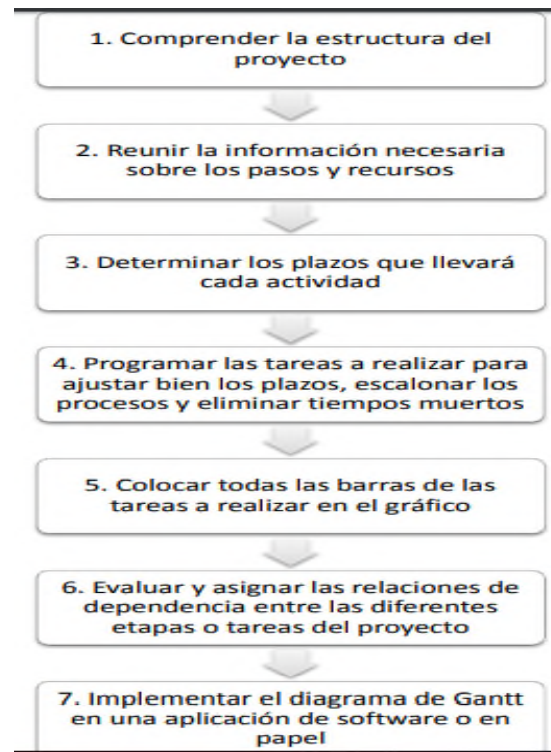 1. Comprender la estructura del
proyecto
2. Reunir la información necesaria
sobre los pasos y recursos
3. Determinar los plazos que llevará
cada actividad
4. Programar las tareas a realizar para
ajustar bien los plazos, escalonar los
procesos y eliminar tiempos muertos
5. Colocar todas las barras de las
tareas a realizar en el gráfico
6. Evaluar y asignar las relaciones de
dependencia entre las diferentes
etapas o tareas del proyecto
7. Implementar el diagrama de Gantt
en una aplicación de software o en
papel